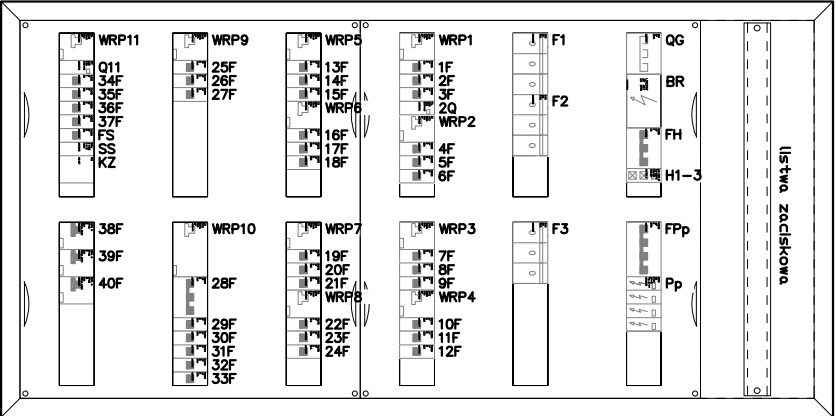 WRP11
Q11
34F
35F
36F
37F
FS
SS
KZ
WRP9
25F
26F
27F
WRP5
13F
14F
15F
WRP6
16F
17F
18F
WRP1
1F
2F
3F
2Q
WRP2
4F
5F
6F
F1
F2
QG
BR
FH
H1-3
38F
39F
40F
WRP10
28F
29F
30F
31F
32F
33F
WRP7
19F
20F
21F
WRP8
22F
23F
24F
WRP3
7F
8F
9F
WRP4
10F
11F
12F
F3
FPp
Pp
listwa zaciskowa